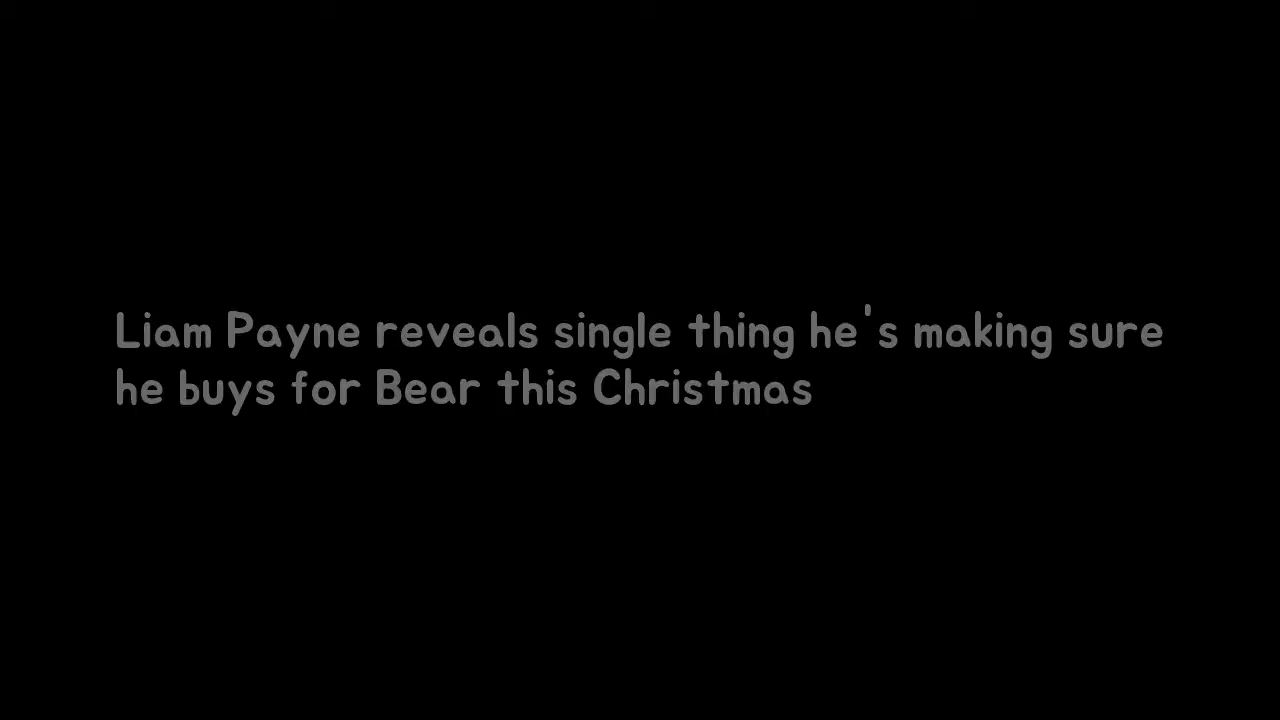 Liam Payne reveals single thing he's making sure
he buys for Bear this Christmas